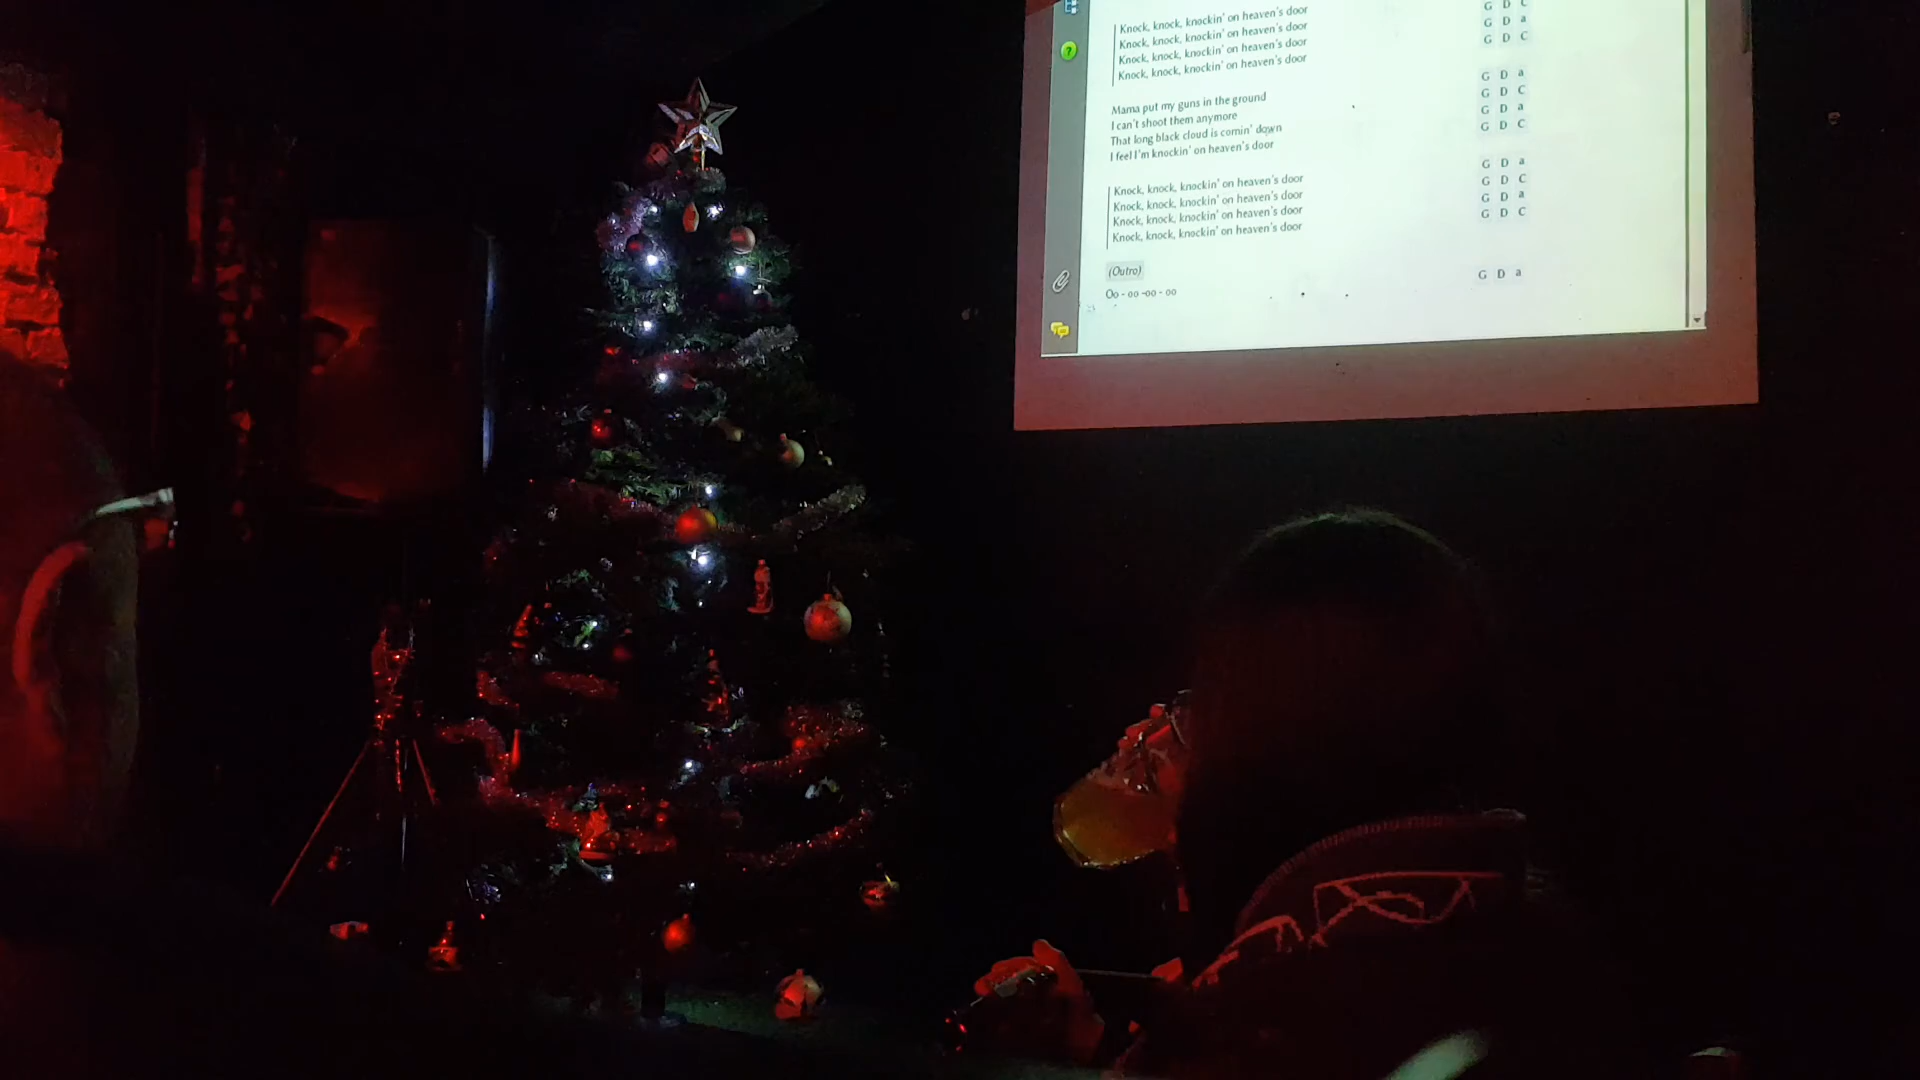 G D C
Knock, knock, knockin' on heaven's door G D a
Knock, knock, knockin' on heaven's door G D C
Knock, knock, knockin' on heaven's door
Knock, knock, knockin' on heaven's door
Mama put my guns in the ground G D a
I can't shoot them anymore G D C
That long black cloud is comin' down G D a
I feel I'm knockin' on heaven's door G D C
Knock, knock, knockin' on heaven's door G D a
Knock, knock, knockin' on heaven's door G D C
Knock, knock, knockin' on heaven's door G D a
Knock, knock, knockin' on heaven's door G D C
(Outro)
Oo - oo -oo - oo G D a